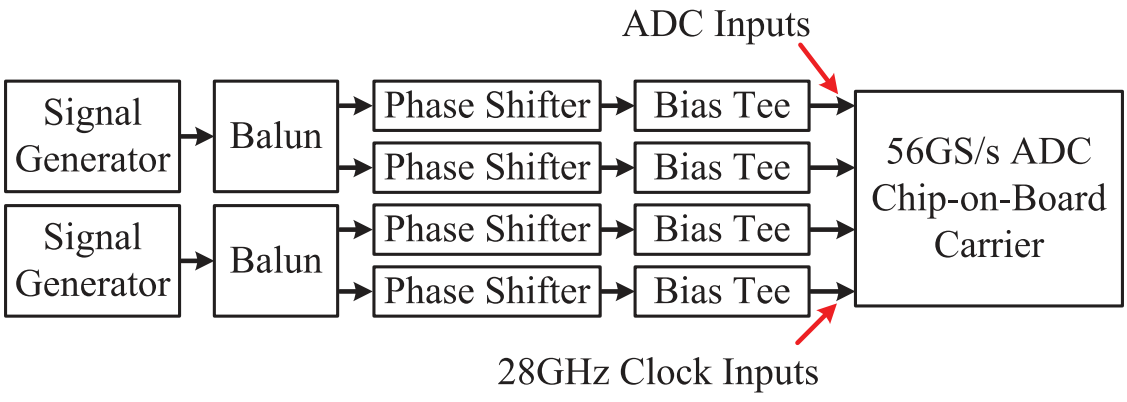 ADC Inputs
Signal
Generator
Balun
Phase Shifter
Bias Tee
Phase Shifter
Bias Tee
56GS/s ADC
Chip-on-Board
Carrier
Signal
Generator
Balun
Phase Shifter
Bias Tee
Phase Shifter
Bias Tee
28GHz Clock Inputs